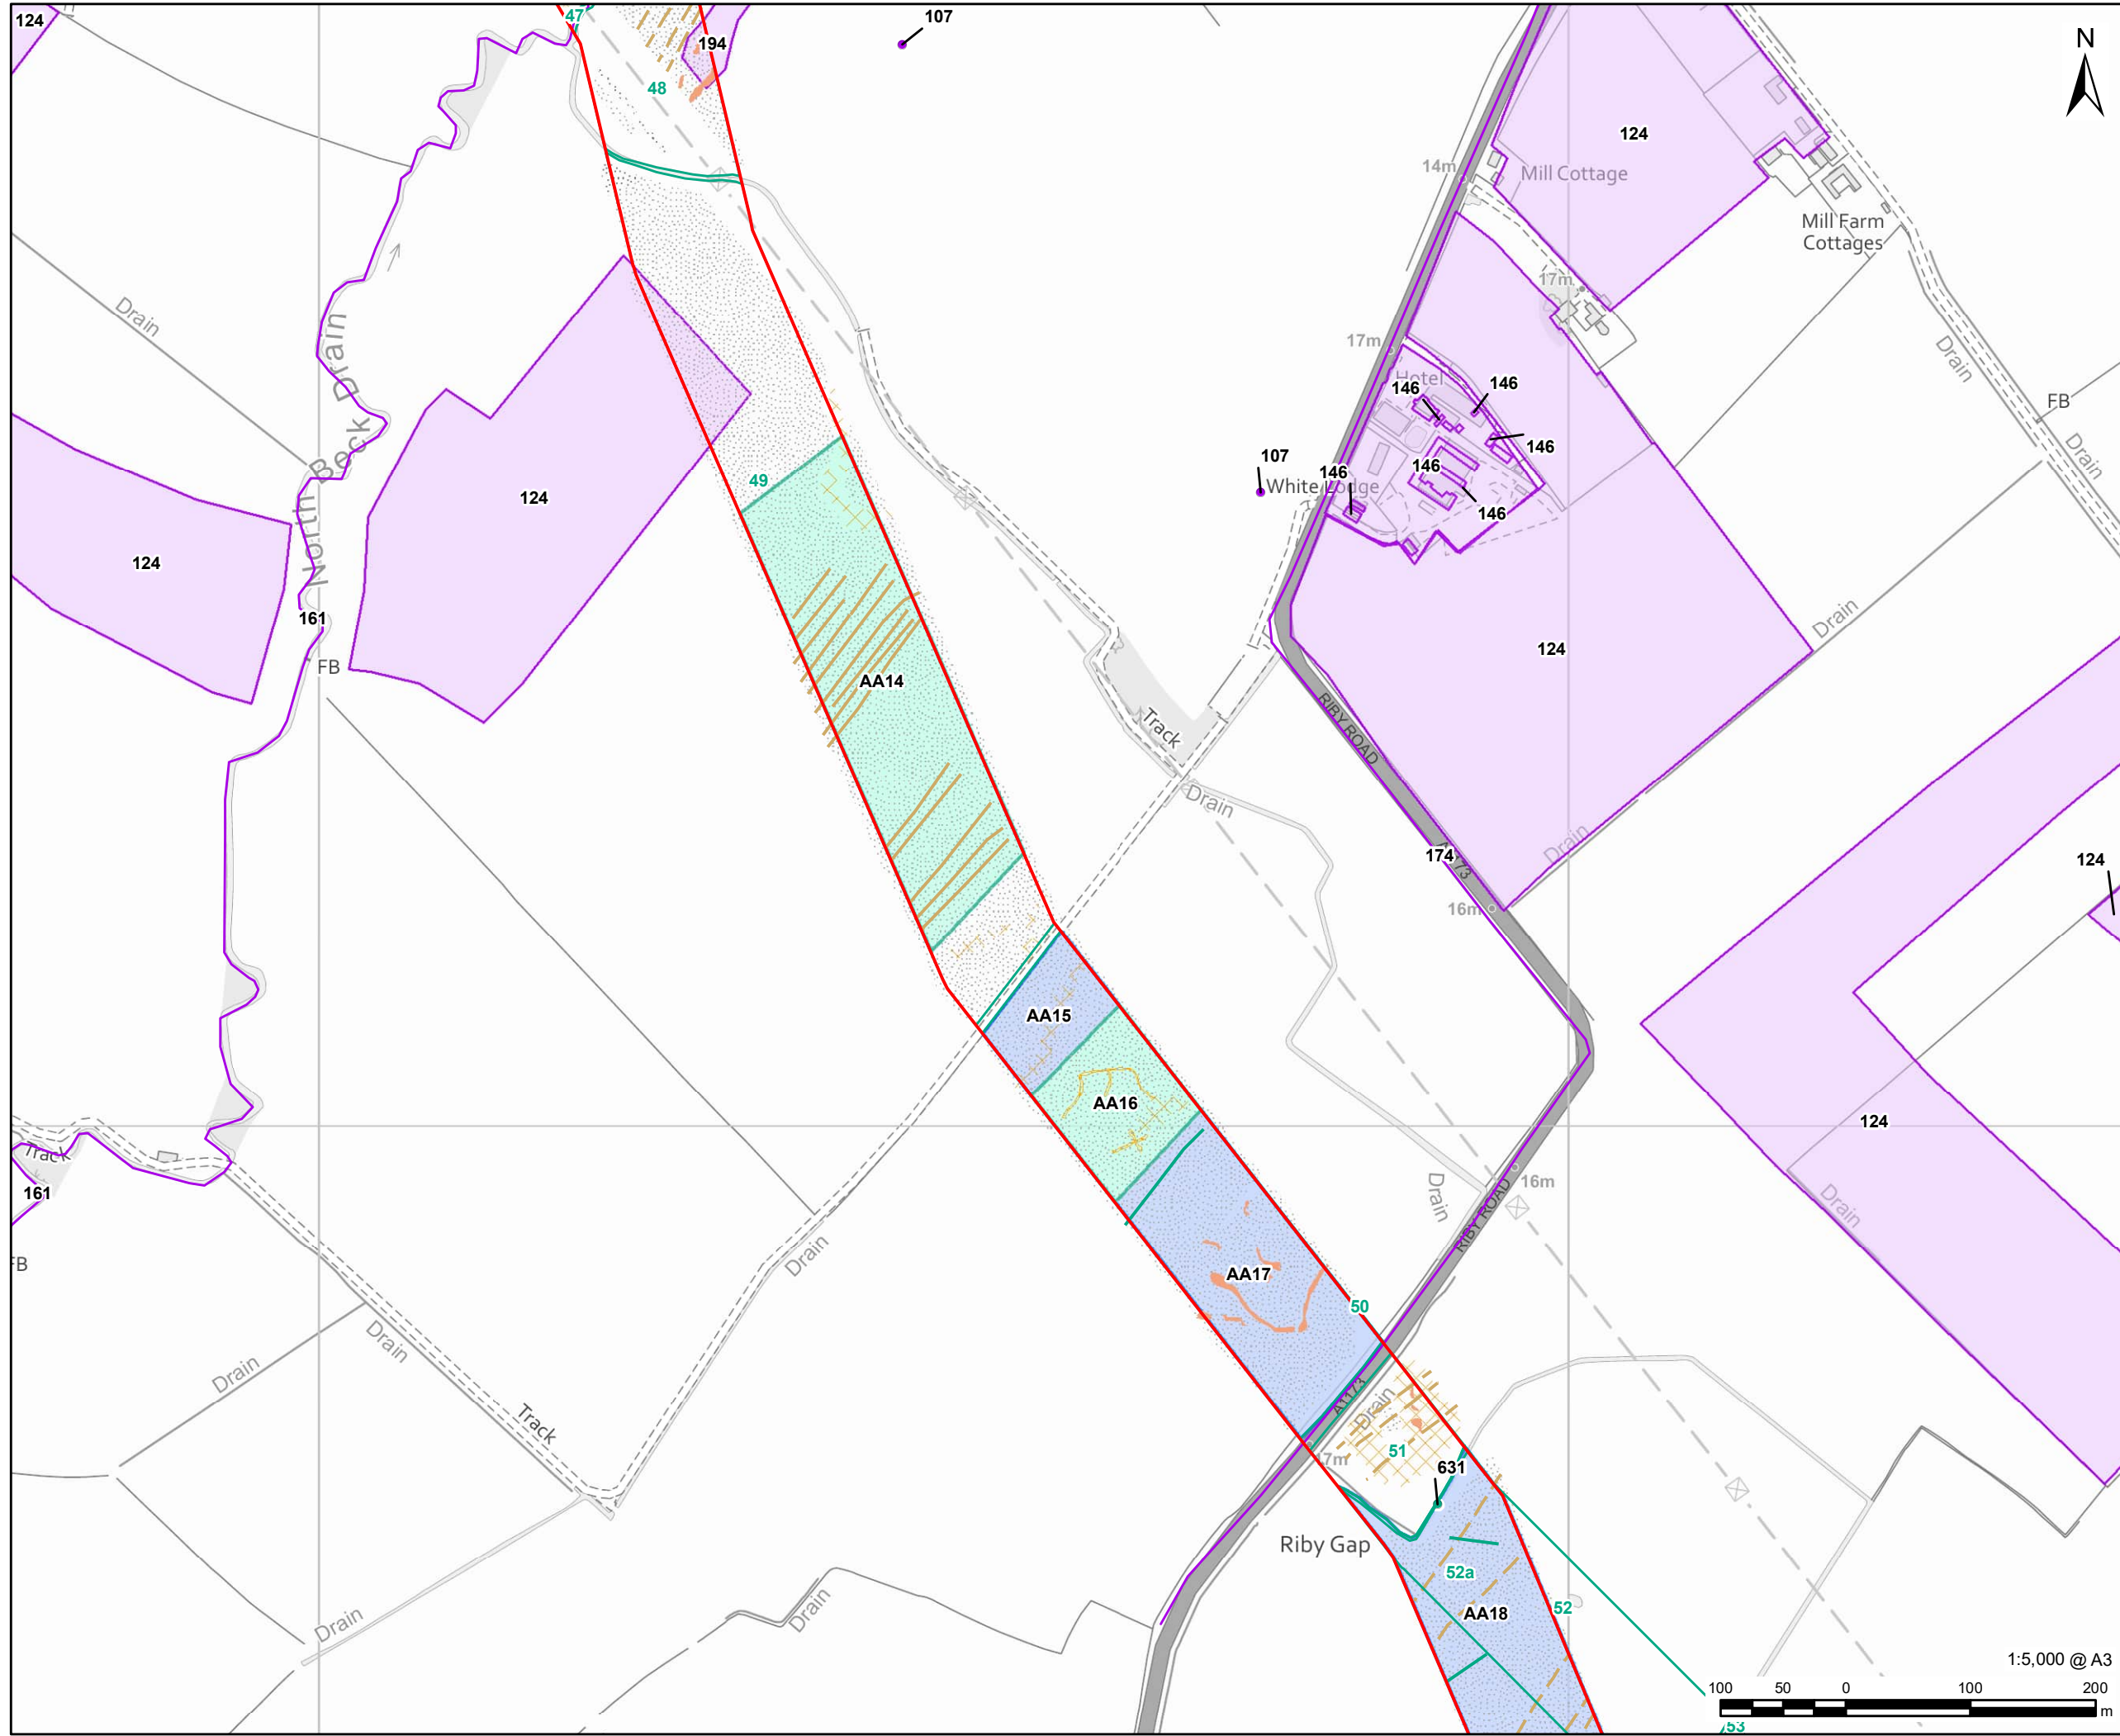 124
47
194
107
N
48
124
14m
Mill Cottage
Mill Farm
Cottages
17m
Drain
17m
Drain
Hotel
146
146
FB
146
Drain
49
107
146
146
White Lodge
124
146
North Beck Drain
124
161
Drain
FB
124
AA14
RIBY ROAD
Track
Drain
Drain
174
A1173
124
16m
AA15
AA16
124
Track
161
16m
Drain
Drain
RIBY ROAD
FB
Drain
AA17
50
Drain
Drain
A1173
Drain
Track
51
17m
631
Riby Gap
52a
Drain
Drain
AA18
52
1:5,000 @ A3
100 50 0 100 200
m
53